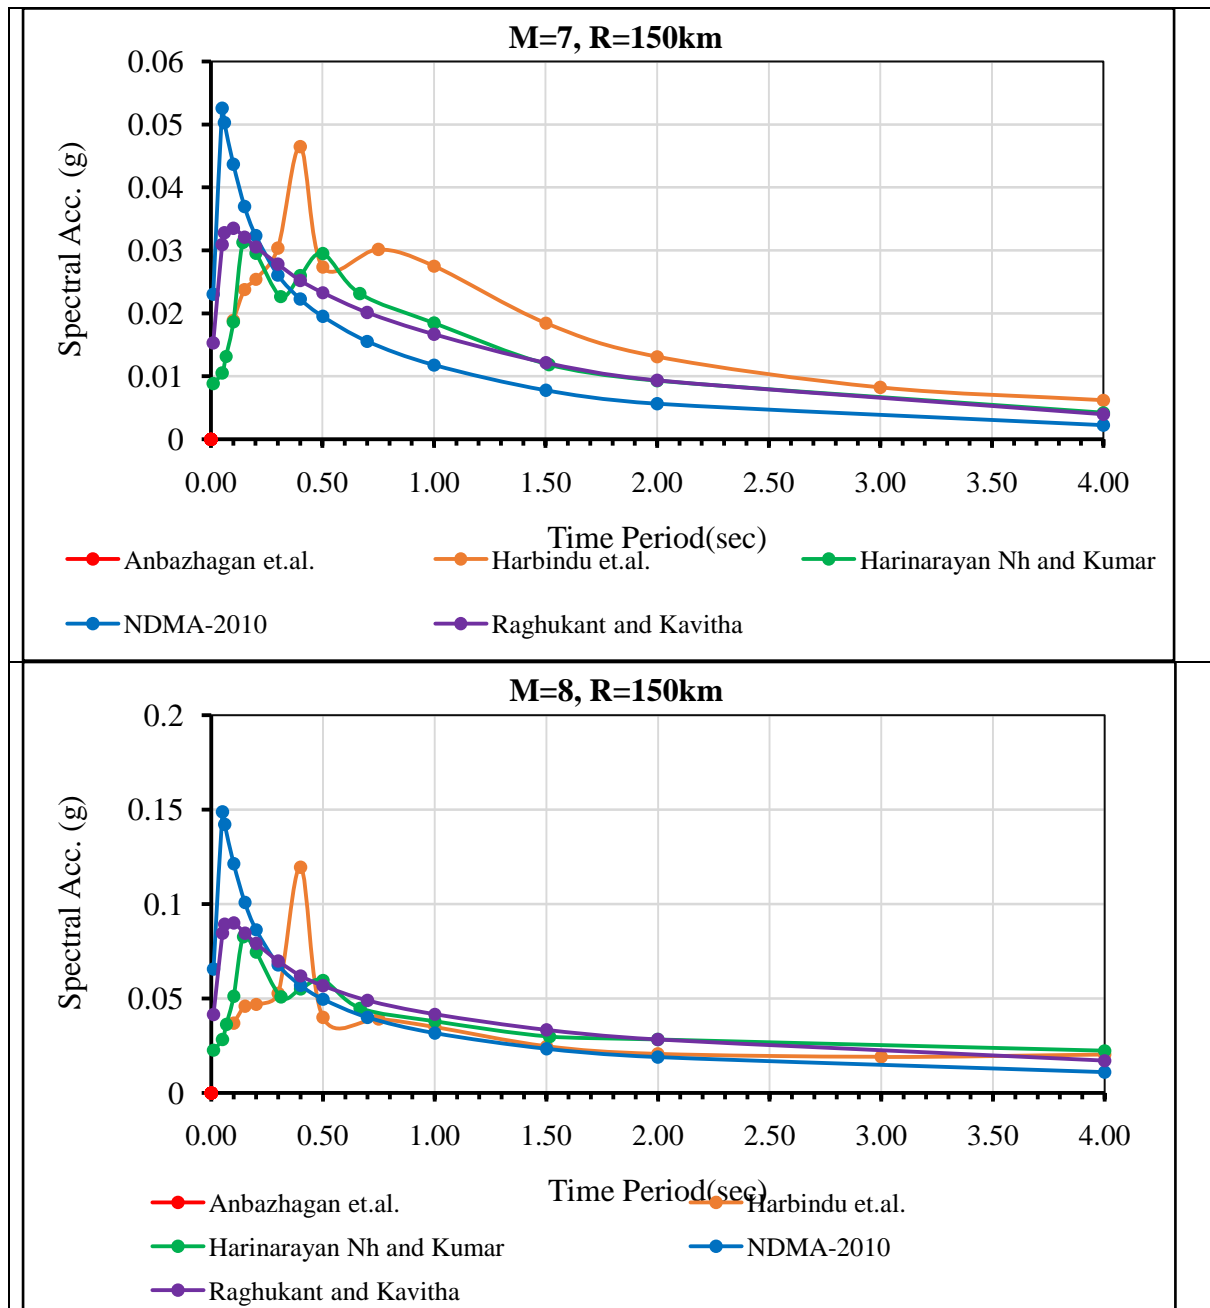 M=7, R=150km
0.06
0.05
0.04
0.03
0.02
0.01
0
Spectral Acc. (g)
0.00 0.50 1.00 1.50 2.00 2.50 3.00 3.50 4.00
Time Period(sec)
Anbazhagan et.al. Harbindu et.al. Harinarayan Nh and Kumar
NDMA-2010 Raghukant and Kavitha
M=8, R=150km
0.2
0.15
0.1
0.05
0
Spectral Acc. (g)
0.00 0.50 1.00 1.50 2.00 2.50 3.00 3.50 4.00
Time Period(sec)
Anbazhagan et.al. Harbindu et.al.
Harinarayan Nh and Kumar NDMA-2010
Raghukant and Kavitha